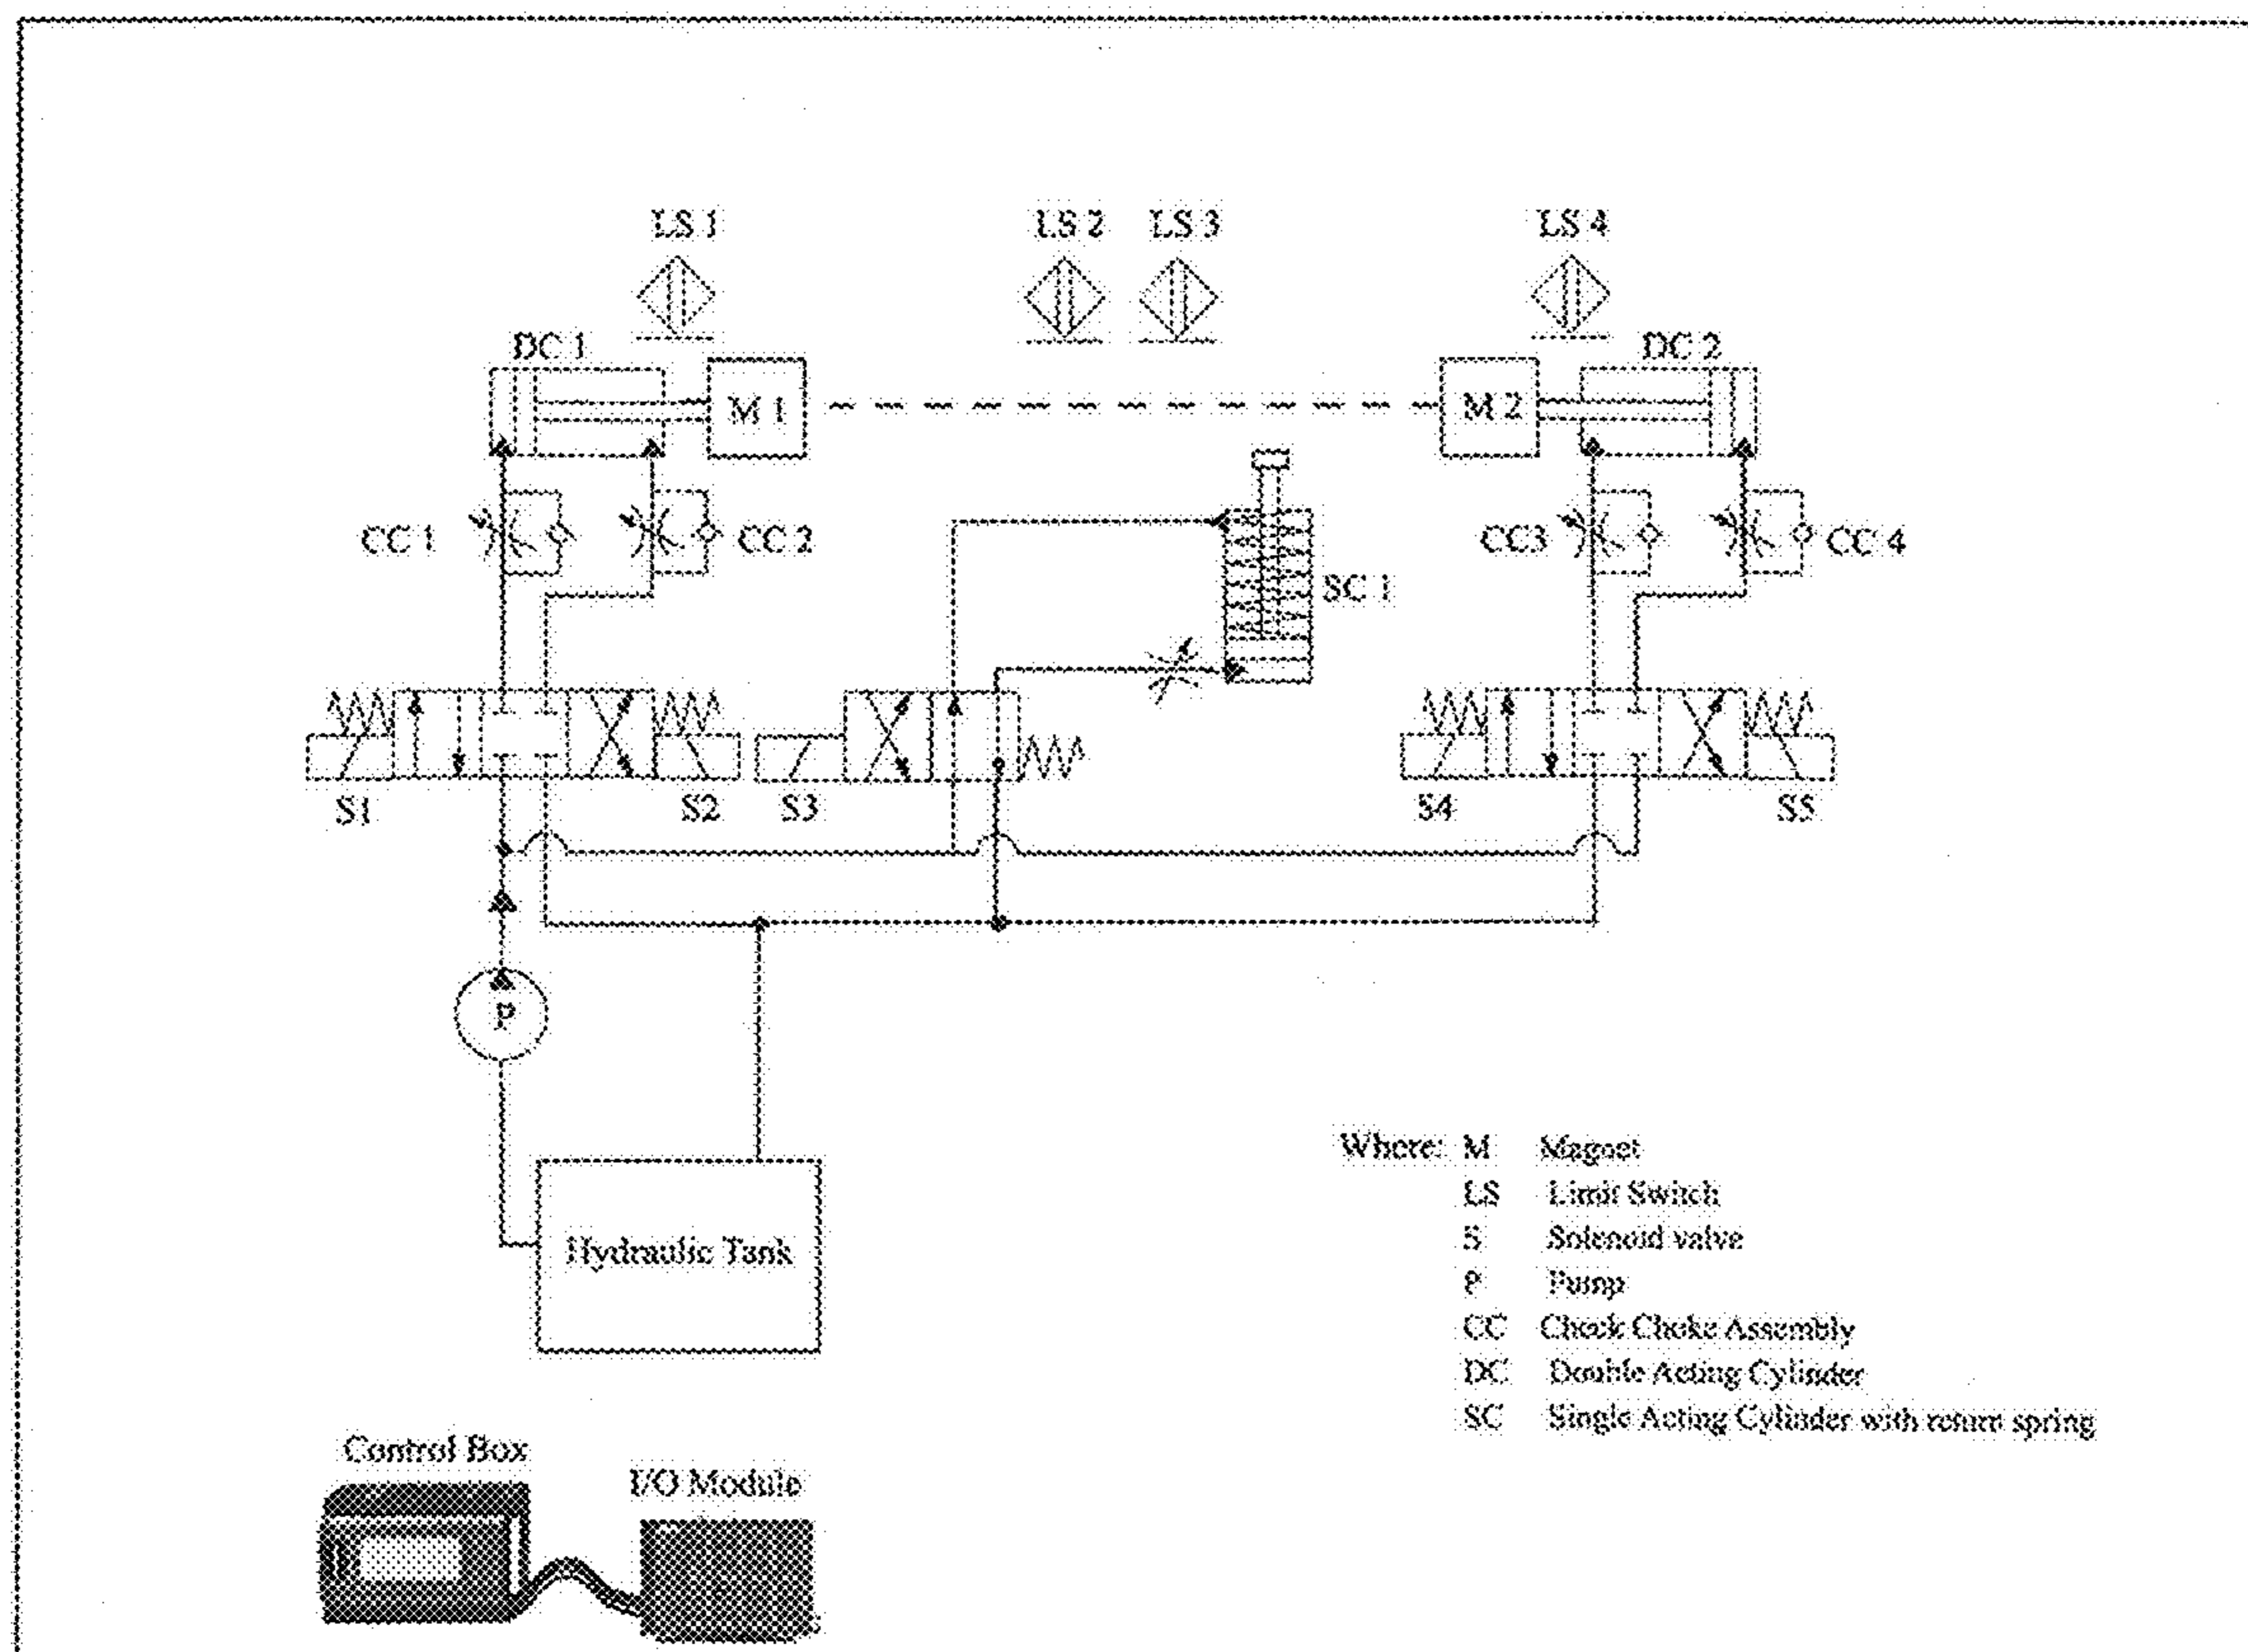 LS 1
LS 2
LS 3
LS 4
DC 1
DC 2
M 1
M 2
CC 1
CC 2
CC3
CC 4
SC 1
S1
S2
S3
S4
S5
P
Hydraulic Tank
Where: M Magnet
LS Limit Switch
S Solenoid valve
P Pump
CC Check Choke Assembly
DC Double Acting Cylinder
SC Single Acting Cylinder with return spring
Control Box
I/O Module